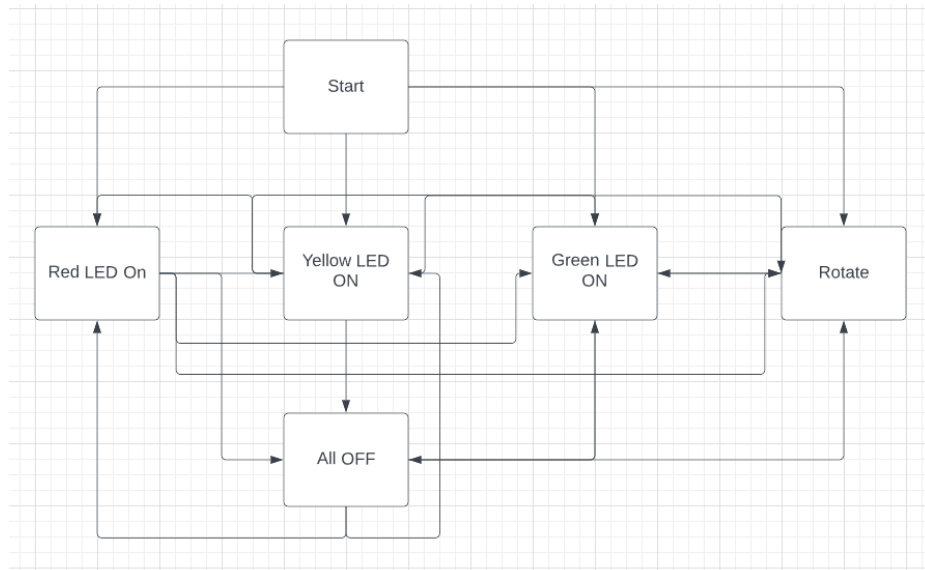 Start
Red LED On
Yellow LED
ON
Green LED
ON
Rotate
All OFF